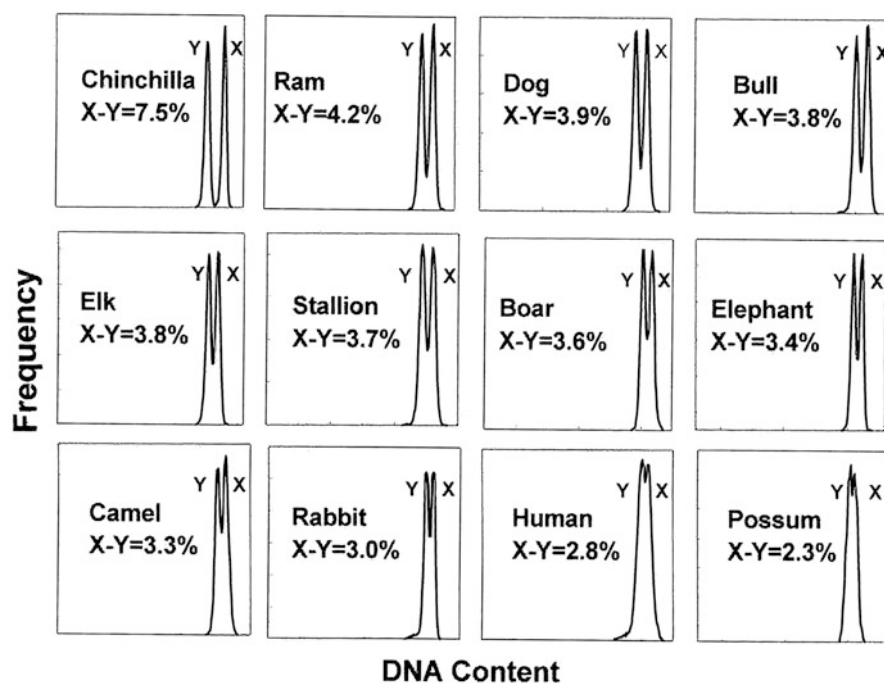 Y X
Chinchilla
X-Y=7.5%
Y X
Ram
X-Y=4.2%
Y X
Dog
X-Y=3.9%
Y X
Bull
X-Y=3.8%
Y X
Elk
X-Y=3.8%
Y X
Stallion
X-Y=3.7%
Y X
Boar
X-Y=3.6%
Y X
Elephant
X-Y=3.4%
Y X
Camel
X-Y=3.3%
Y X
Rabbit
X-Y=3.0%
Y X
Human
X-Y=2.8%
Y X
Possum
X-Y=2.3%
Frequency
DNA Content